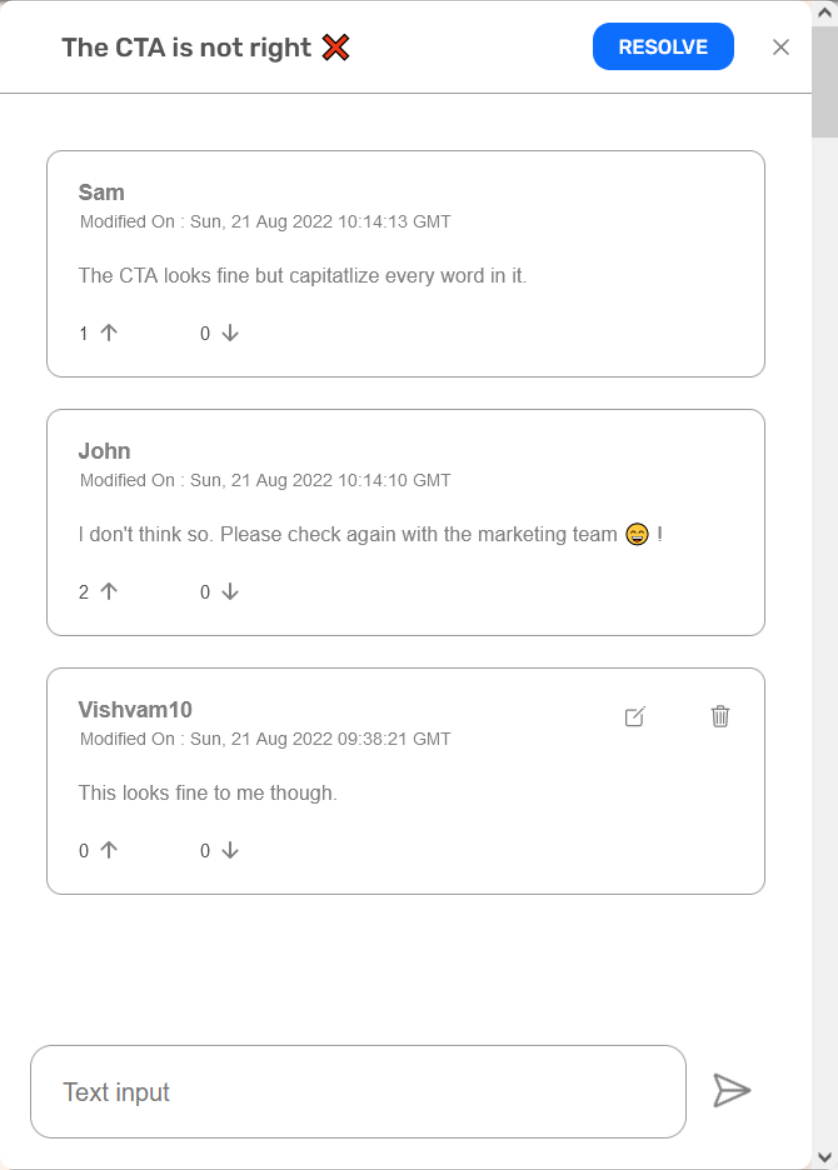 The CTA is not right ❌
RESOLVE
Sam
Modified On : Sun, 21 Aug 2022 10:14:13 GMT
The CTA looks fine but capitatlize every word in it.
1 ↑ 0 ↓
John
Modified On : Sun, 21 Aug 2022 10:14:10 GMT
I don't think so. Please check again with the marketing team 😄 !
2 ↑ 0 ↓
Vishvam10
Modified On : Sun, 21 Aug 2022 09:38:21 GMT
This looks fine to me though.
0 ↑ 0 ↓
Text input